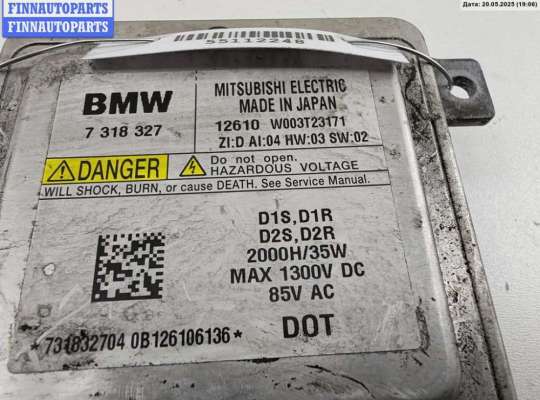 FINNAUTOPARTS
FINNAUTOPARTS
Дата: 20.05.2025 (19:06)
55112248
BMW
7 318 327
MITSUBISHI ELECTRIC
MADE IN JAPAN
12610 W003T23171
ZI:D AI:04 HW:03 SW:02
DANGER
Do not open.
HAZARDOUS VOLTAGE
WILL SHOCK, BURN, or cause DEATH. See Service Manual.
D1S,D1R
D2S,D2R
2000H/35W
MAX 1300V DC
85V AC
DOT
*731832704 0B126106136*